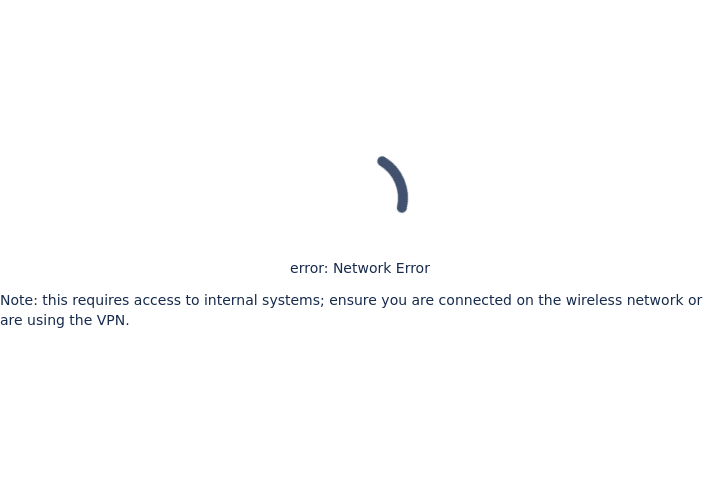 error: Network Error
Note: this requires access to internal systems; ensure you are connected on the wireless network or
are using the VPN.